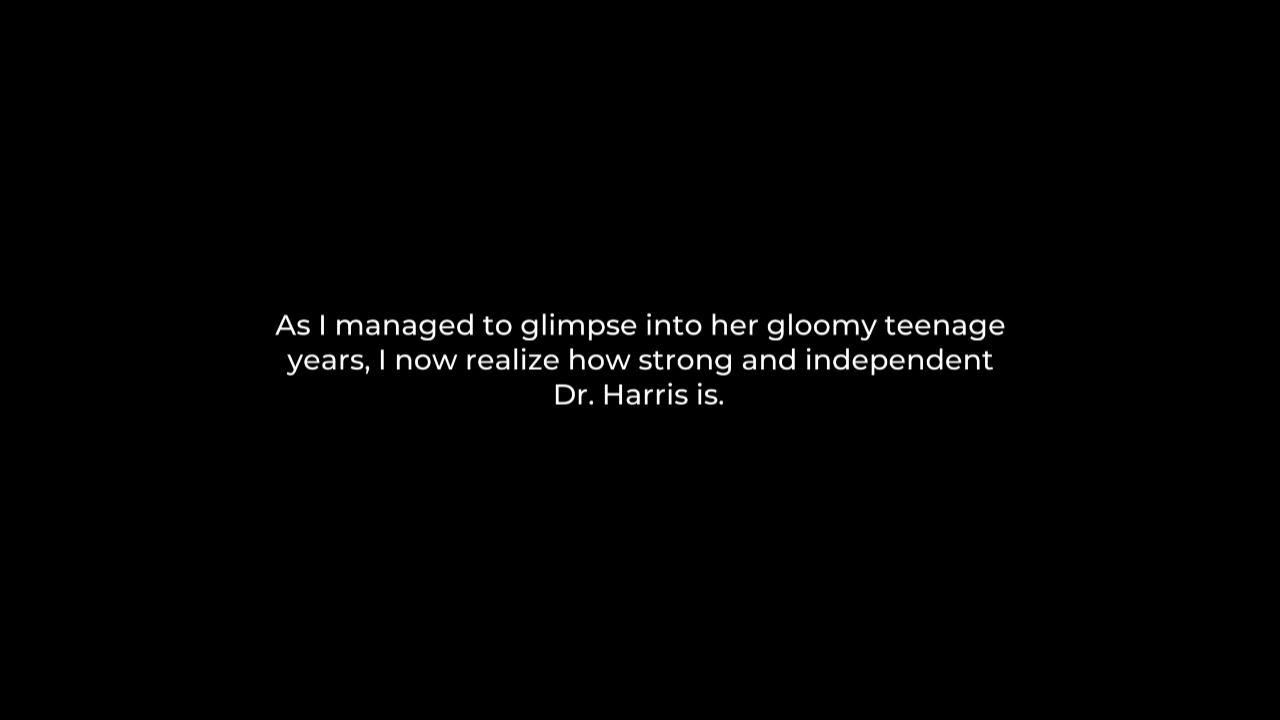 As I managed to glimpse into her gloomy teenage
years, I now realize how strong and independent
Dr. Harris is.